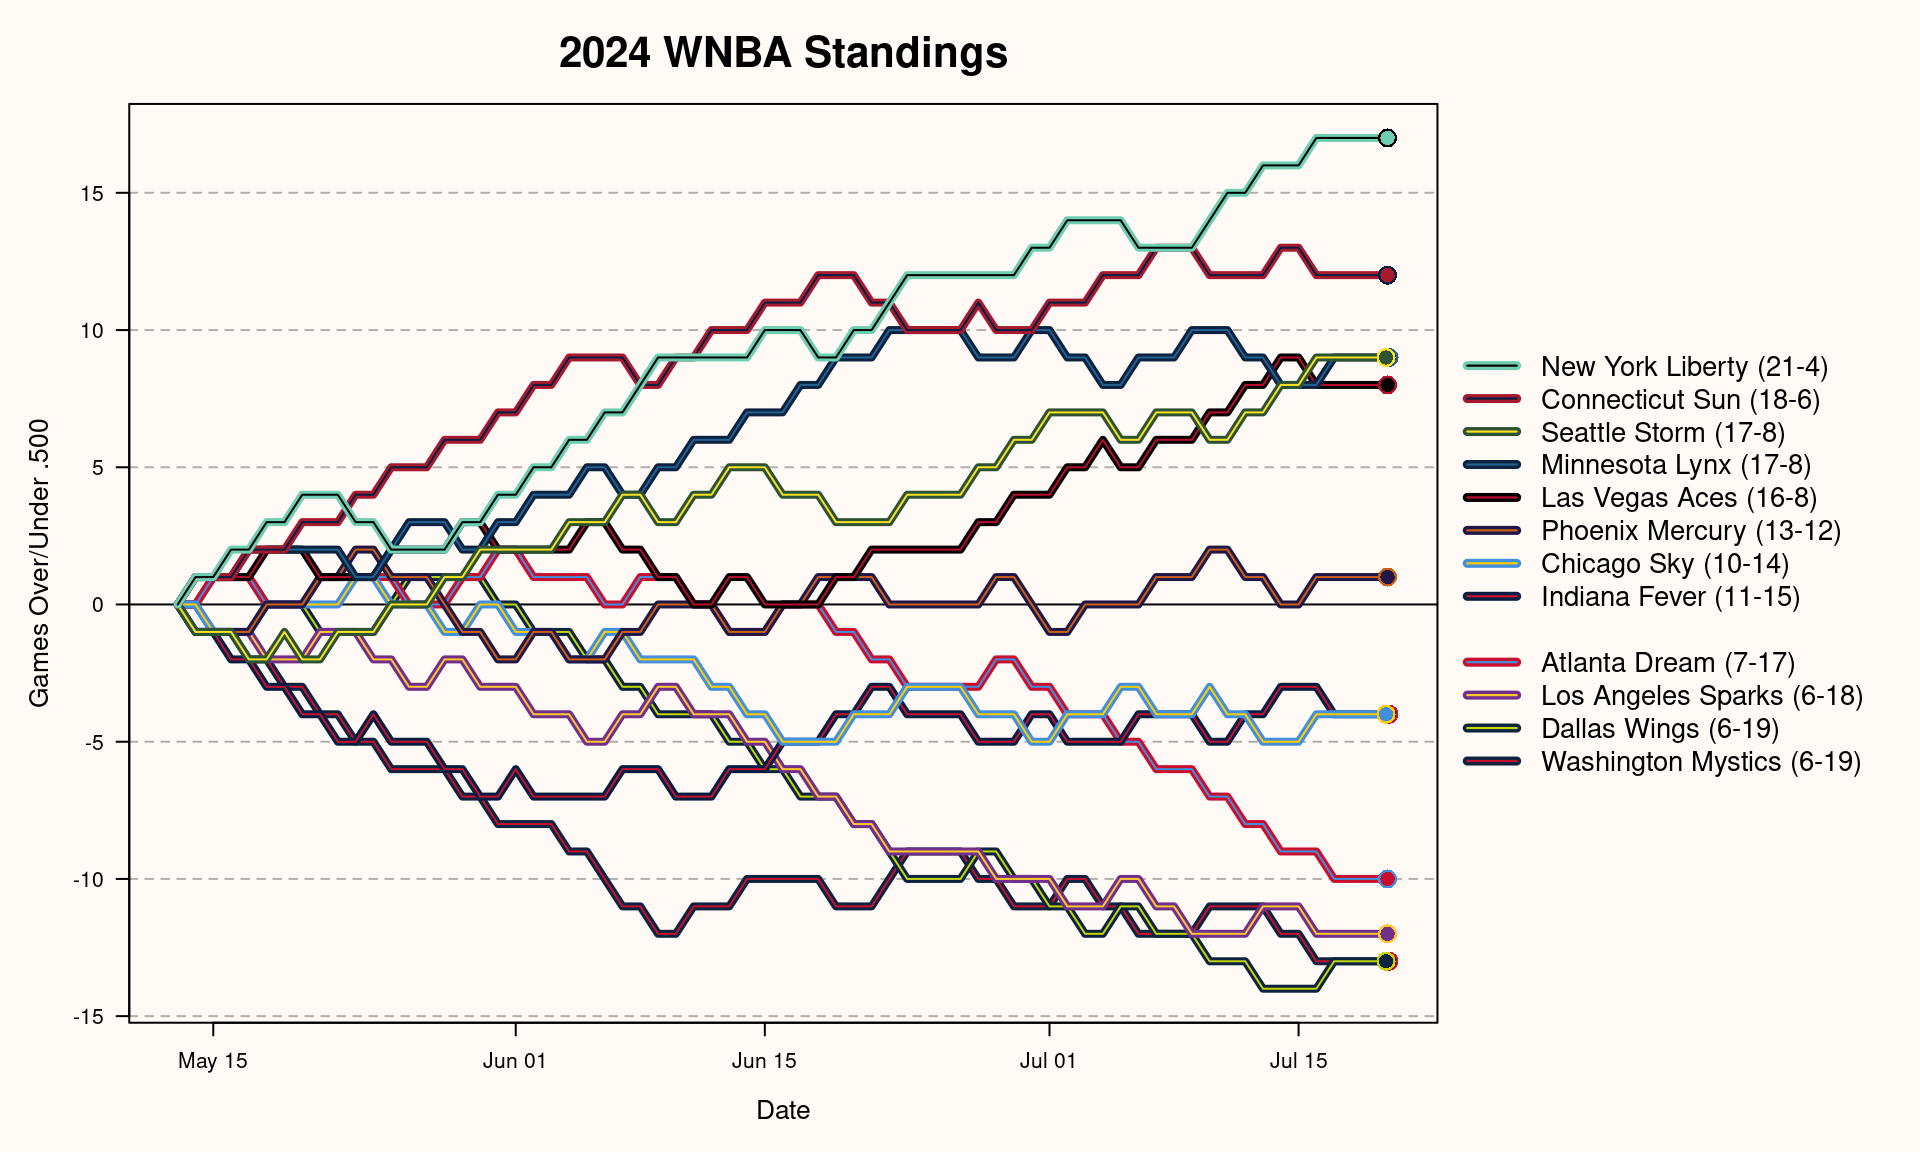 2024 WNBA Standings
Games Over/Under .500
15
10
5
0
-5
-10
-15
May 15
Jun 01
Jun 15
Jul 01
Jul 15
Date
New York Liberty (21-4)
Connecticut Sun (18-6)
Seattle Storm (17-8)
Minnesota Lynx (17-8)
Las Vegas Aces (16-8)
Phoenix Mercury (13-12)
Chicago Sky (10-14)
Indiana Fever (11-15)
Atlanta Dream (7-17)
Los Angeles Sparks (6-18)
Dallas Wings (6-19)
Washington Mystics (6-19)